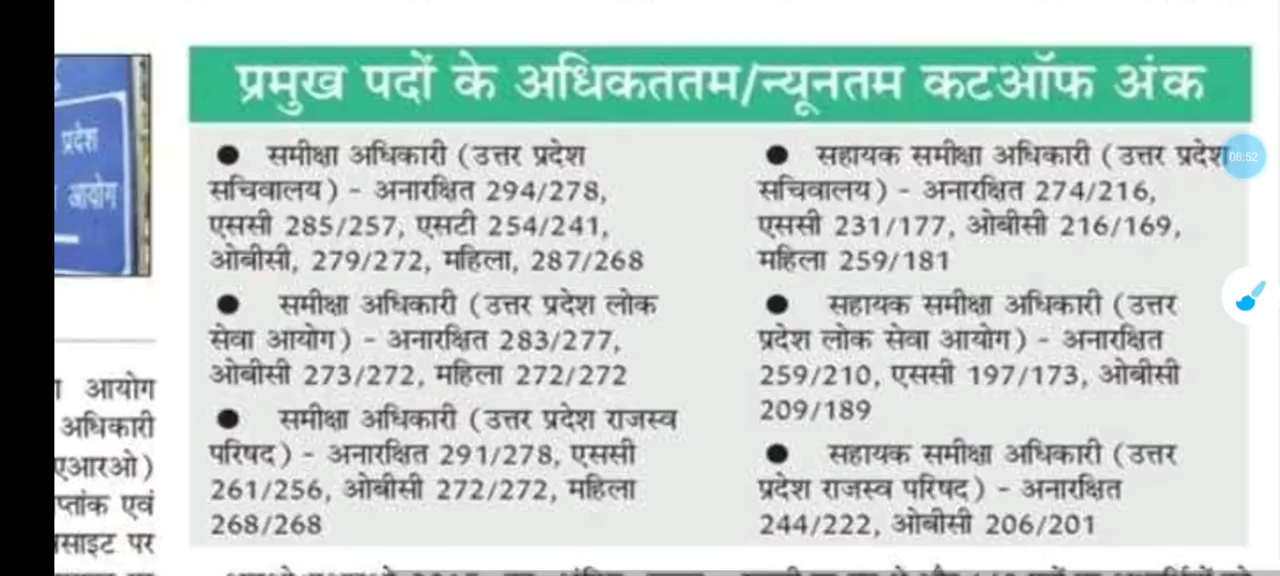 प्रदेश
आयोग
प्रमुख पदों के अधिकततम/न्यूनतम कटऑफ अंक
● समीक्षा अधिकारी (उत्तर प्रदेश
सचिवालय) - अनारक्षित 294/278,
एससी 285/257, एसटी 254/241,
ओबीसी, 279/272, महिला, 287/268
● समीक्षा अधिकारी (उत्तर प्रदेश लोक
सेवा आयोग) - अनारक्षित 283/277,
ओबीसी 273/272, महिला 272/272
● समीक्षा अधिकारी (उत्तर प्रदेश राजस्व
परिषद) - अनारक्षित 291/278, एससी
261/256, ओबीसी 272/272, महिला
268/268
● सहायक समीक्षा अधिकारी (उत्तर प्रदेश
सचिवालय) - अनारक्षित 274/216,
एससी 231/177, ओबीसी 216/169,
महिला 259/181
● सहायक समीक्षा अधिकारी (उत्तर
प्रदेश लोक सेवा आयोग) - अनारक्षित
259/210, एससी 197/173, ओबीसी
209/189
● सहायक समीक्षा अधिकारी (उत्तर
प्रदेश राजस्व परिषद) - अनारक्षित
244/222, ओबीसी 206/201
08:52
आयोग
अधिकारी
एआरओ)
प्तांक एवं
साइट पर